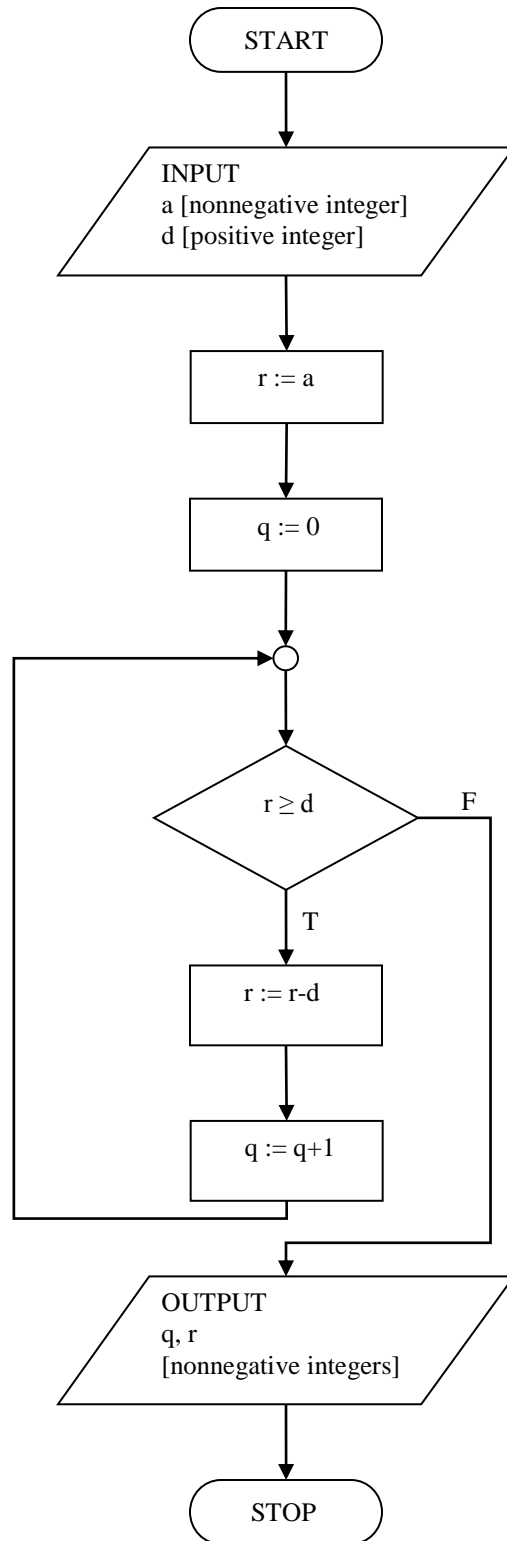 START
INPUT
a [nonnegative integer]
d [positive integer]
r := a
q := 0
r ≥ d
F
T
r := r-d
q := q+1
OUTPUT
q, r
[nonnegative integers]
STOP